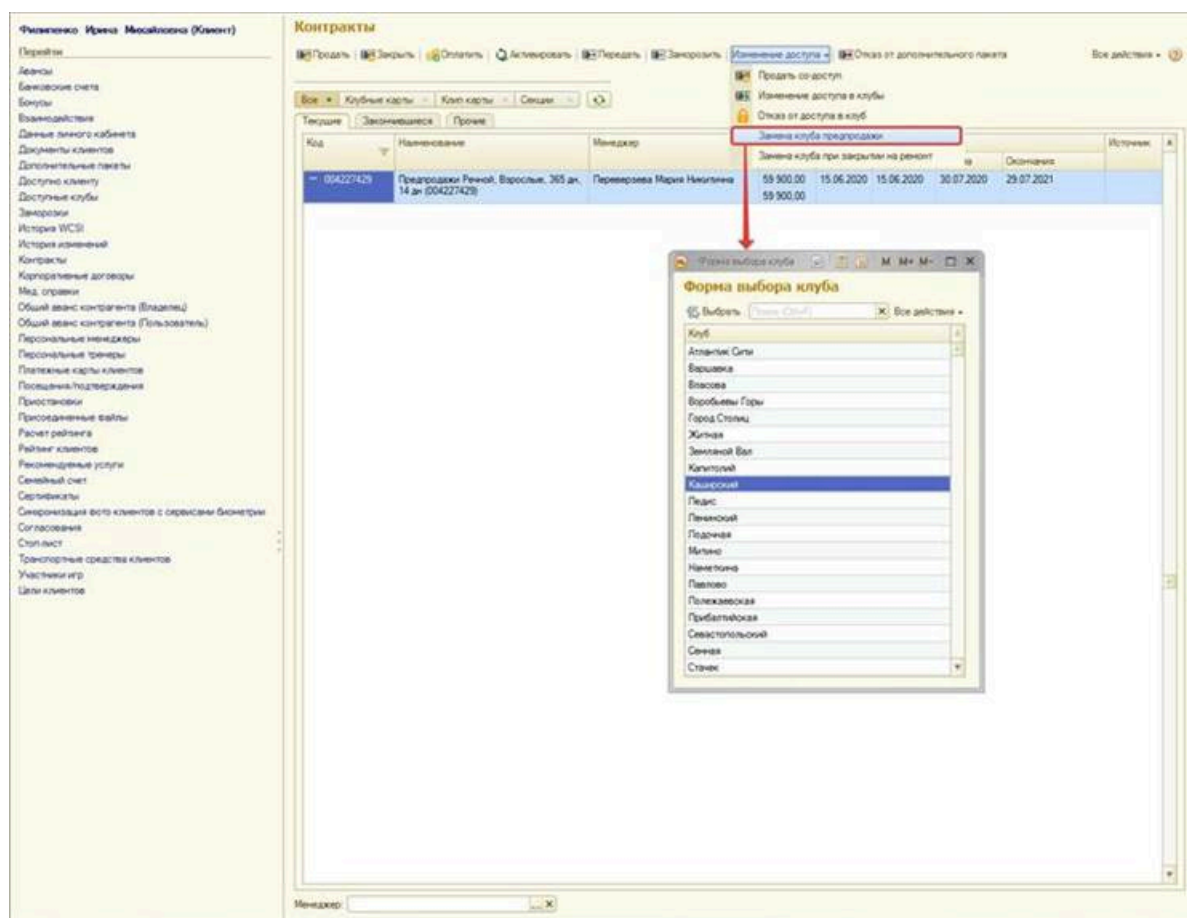 Филипенко Ирина Михайловна (Клиент)
Перейти
Авансы
Банковские счета
Бонусы
Взаимодействия
Данные личного кабинета
Документы клиентов
Дополнительные пакеты
Доступно клиенту
Доступные клубы
Заморозки
История WCSI
История изменений
Контракты
Корпоративные договоры
Мед. справки
Общий аванс контрагента (Владелец)
Общий аванс контрагента (Пользователь)
Персональные менеджеры
Персональные тренеры
Платежные карты клиентов
Посещения/подтверждения
Приостановки
Присоединенные файлы
Расчет рейтинга
Рейтинг клиентов
Рекомендуемые услуги
Семейный счет
Сертификаты
Синхронизация фото клиентов с сервисами биометрии
Согласования
Стоп-лист
Транспортные средства клиентов
Участники игр
Цели клиентов
Контракты
Продать Закрыть Оплатить Активировать Передать Заморозить Изменение доступа Отказ от дополнительного пакета Все действия
Продать со-доступ
Изменение доступа в клубы
Отказ от доступа в клуб
Замена клуба предпродажи
Замена клуба при закрытии на ремонт
Все Клубные карты Клип карты Секции
Текущие Закончившиеся Прочие
Код Наименование Менеджер Окончания Источник
004227429 Предпродажи Речной, Взрослые, 365 дн, Переверзева Мария Никитична 59 900,00 15.06.2020 15.06.2020 30.07.2020 29.07.2021
14 дн (004227429) 59 900,00
Форма выбора клуба M M+ M-
Форма выбора клуба
Выбрать Поиск (Ctrl+F) Все действия
Клуб
Атлантик Сити
Варшавка
Власова
Воробьевы Горы
Город Столиц
Житная
Земляной Вал
Капитолий
Каширский
Ледис
Ленинский
Лодочная
Митино
Наметкина
Павлово
Полежаевская
Прибалтийская
Севастопольский
Сенная
Стачек
Менеджер: